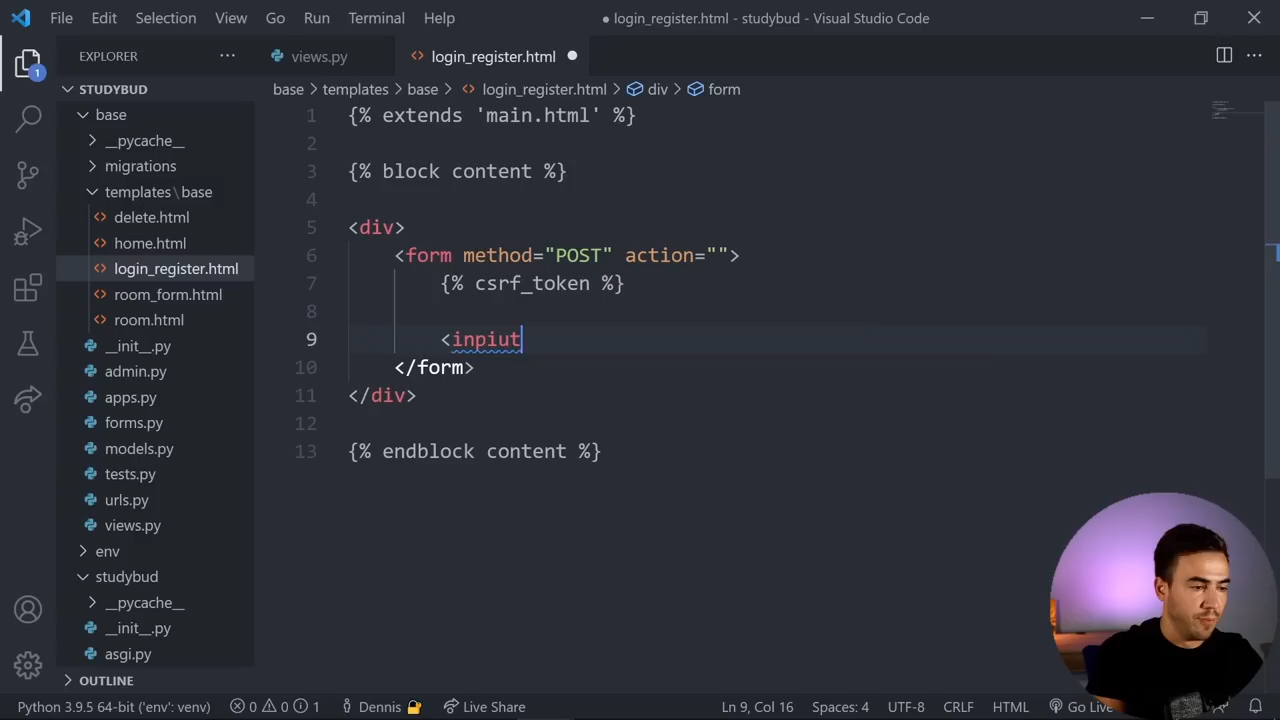 File Edit Selection View Go Run Terminal Help
● login_register.html - studybud - Visual Studio Code
EXPLORER ···
views.py
<> login_register.html ●
1
STUDYBUD
base > templates > base > <> login_register.html > div > form
base
__pycache__
migrations
templates \ base
<> delete.html
<> home.html
<> login_register.html
<> room_form.html
<> room.html
__init__.py
admin.py
apps.py
forms.py
models.py
tests.py
urls.py
views.py
env
studybud
__pycache__
__init__.py
asgi.py
OUTLINE
1 {% extends 'main.html' %}
2
3 {% block content %}
4
5 <div>
6 <form method="POST" action="">
7 {% csrf_token %}
8
9 <inpiut
10 </form>
11 </div>
12
13 {% endblock content %}
Python 3.9.5 64-bit ('env': venv) 0 0 1 Dennis Live Share Ln 9, Col 16 Spaces: 4 UTF-8 CRLF HTML Go Live